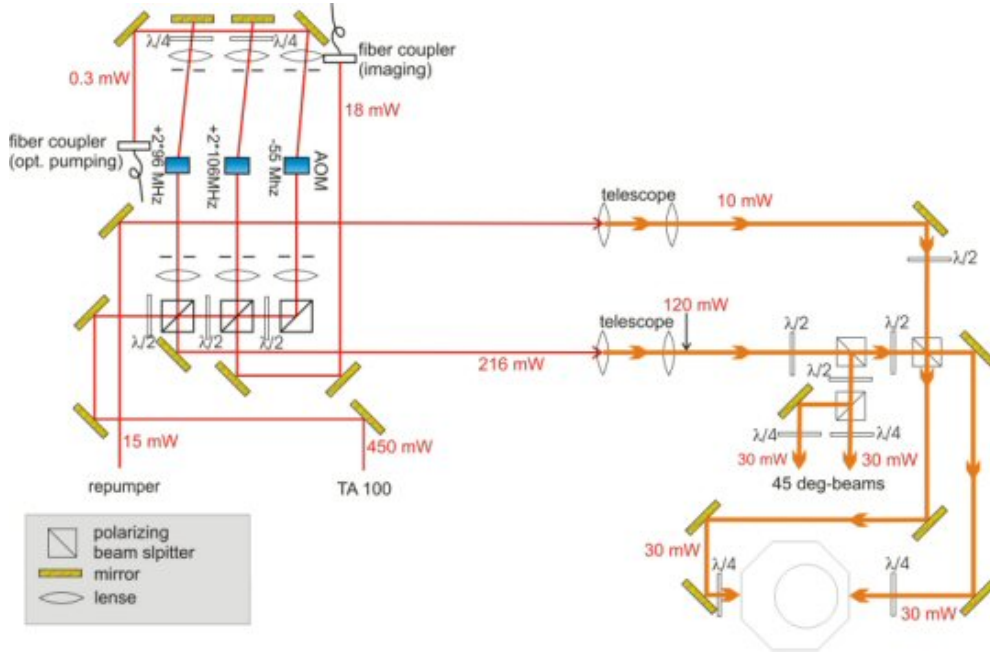 λ/4
λ/4
fiber coupler
(imaging)
0.3 mW
18 mW
fiber coupler
(opt. pumping)
+2*96 MHz
+2*106MHz
-55 Mhz
AOM
telescope
10 mW
λ/2
telescope
120 mW
λ/2
λ/2
λ/2
λ/2
λ/2
216 mW
λ/2
15 mW
450 mW
λ/4
λ/4
30 mW
30 mW
repumper
TA 100
45 deg-beams
polarizing
beam slpitter
mirror
lense
30 mW
λ/4
λ/4
30 mW